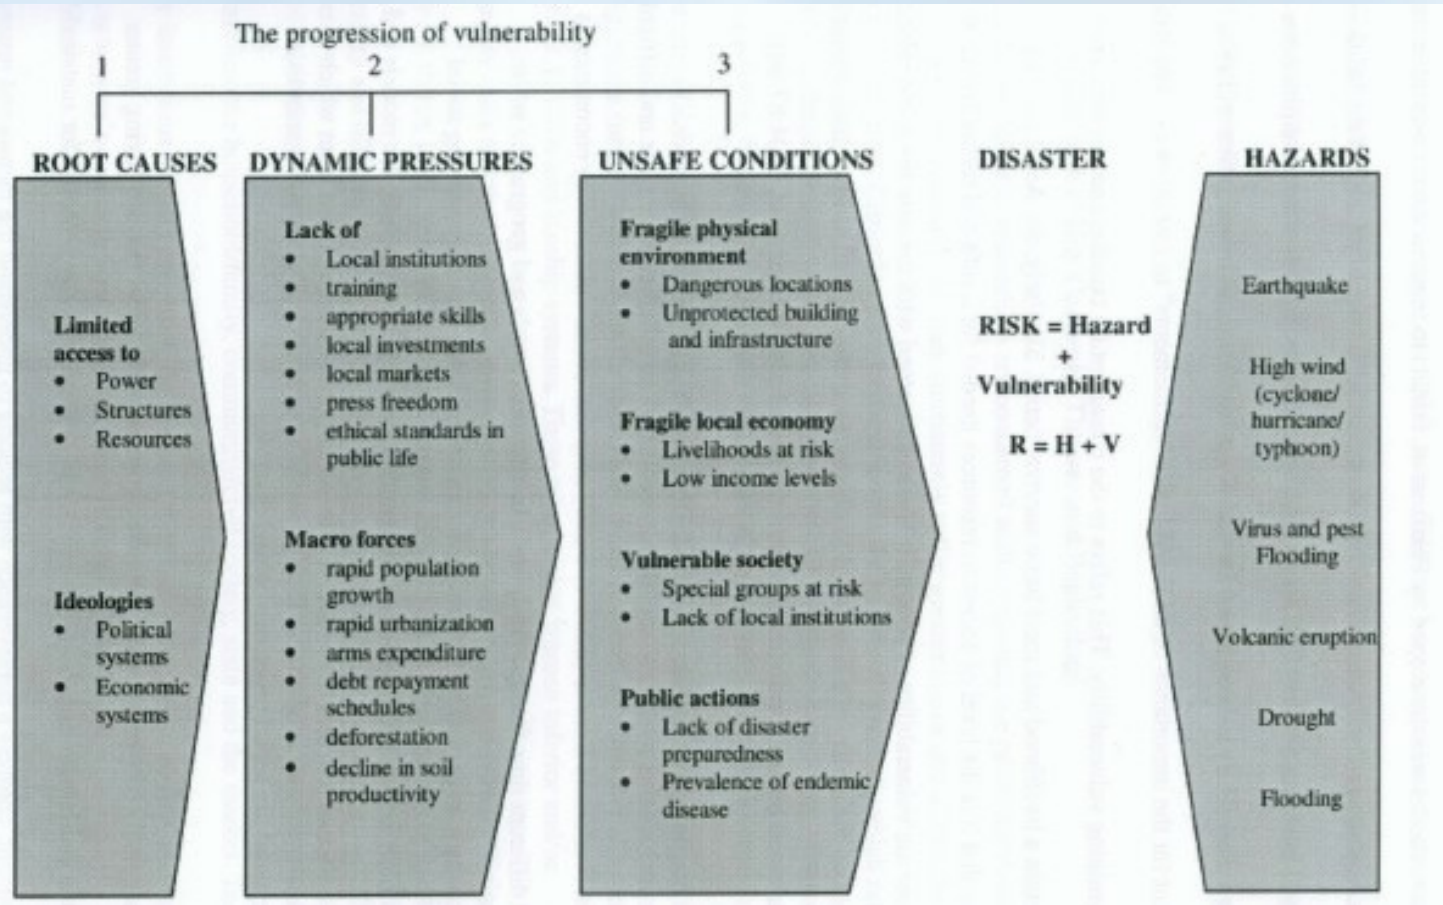 The progression of vulnerability
1
2
3
ROOT CAUSES
Limited
access to
• Power
• Structures
• Resources
Ideologies
• Political
systems
• Economic
systems
DYNAMIC PRESSURES
Lack of
• Local institutions
• training
• appropriate skills
• local investments
• local markets
• press freedom
• ethical standards in
public life
Macro forces
• rapid population
growth
• rapid urbanization
• arms expenditure
• debt repayment
schedules
• deforestation
• decline in soil
productivity
UNSAFE CONDITIONS
Fragile physical
environment
• Dangerous locations
• Unprotected building
and infrastructure
Fragile local economy
• Livelihoods at risk
• Low income levels
Vulnerable society
• Special groups at risk
• Lack of local institutions
Public actions
• Lack of disaster
preparedness
• Prevalence of endemic
disease
DISASTER
RISK = Hazard
+
Vulnerability
R = H + V
HAZARDS
Earthquake
High wind
(cyclone/
hurricane/
typhoon)
Virus and pest
Flooding
Volcanic eruption
Drought
Flooding